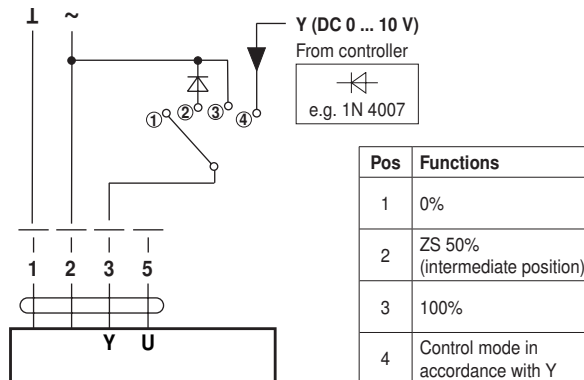 ⊥ ~
Y (DC 0 ... 10 V)
From controller
e.g. 1N 4007
① ② ③ ④
Pos Functions
1 0%
2 ZS 50%
(intermediate position)
3 100%
4 Control mode in
accordance with Y
1 2 3 5
Y U